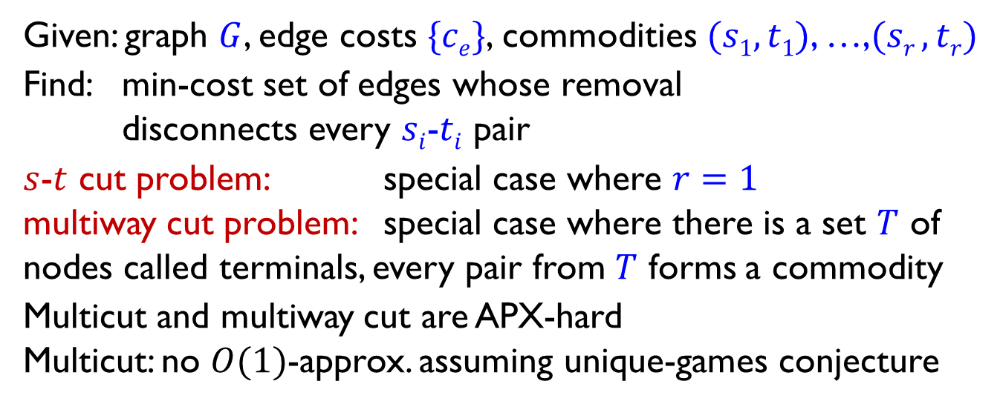 Given: graph G, edge costs {c_e}, commodities (s_1, t_1), …,(s_r, t_r)
Find: min-cost set of edges whose removal
disconnects every s_i-t_i pair
s-t cut problem: special case where r = 1
multiway cut problem: special case where there is a set T of
nodes called terminals, every pair from T forms a commodity
Multicut and multiway cut are APX-hard
Multicut: no O(1)-approx. assuming unique-games conjecture